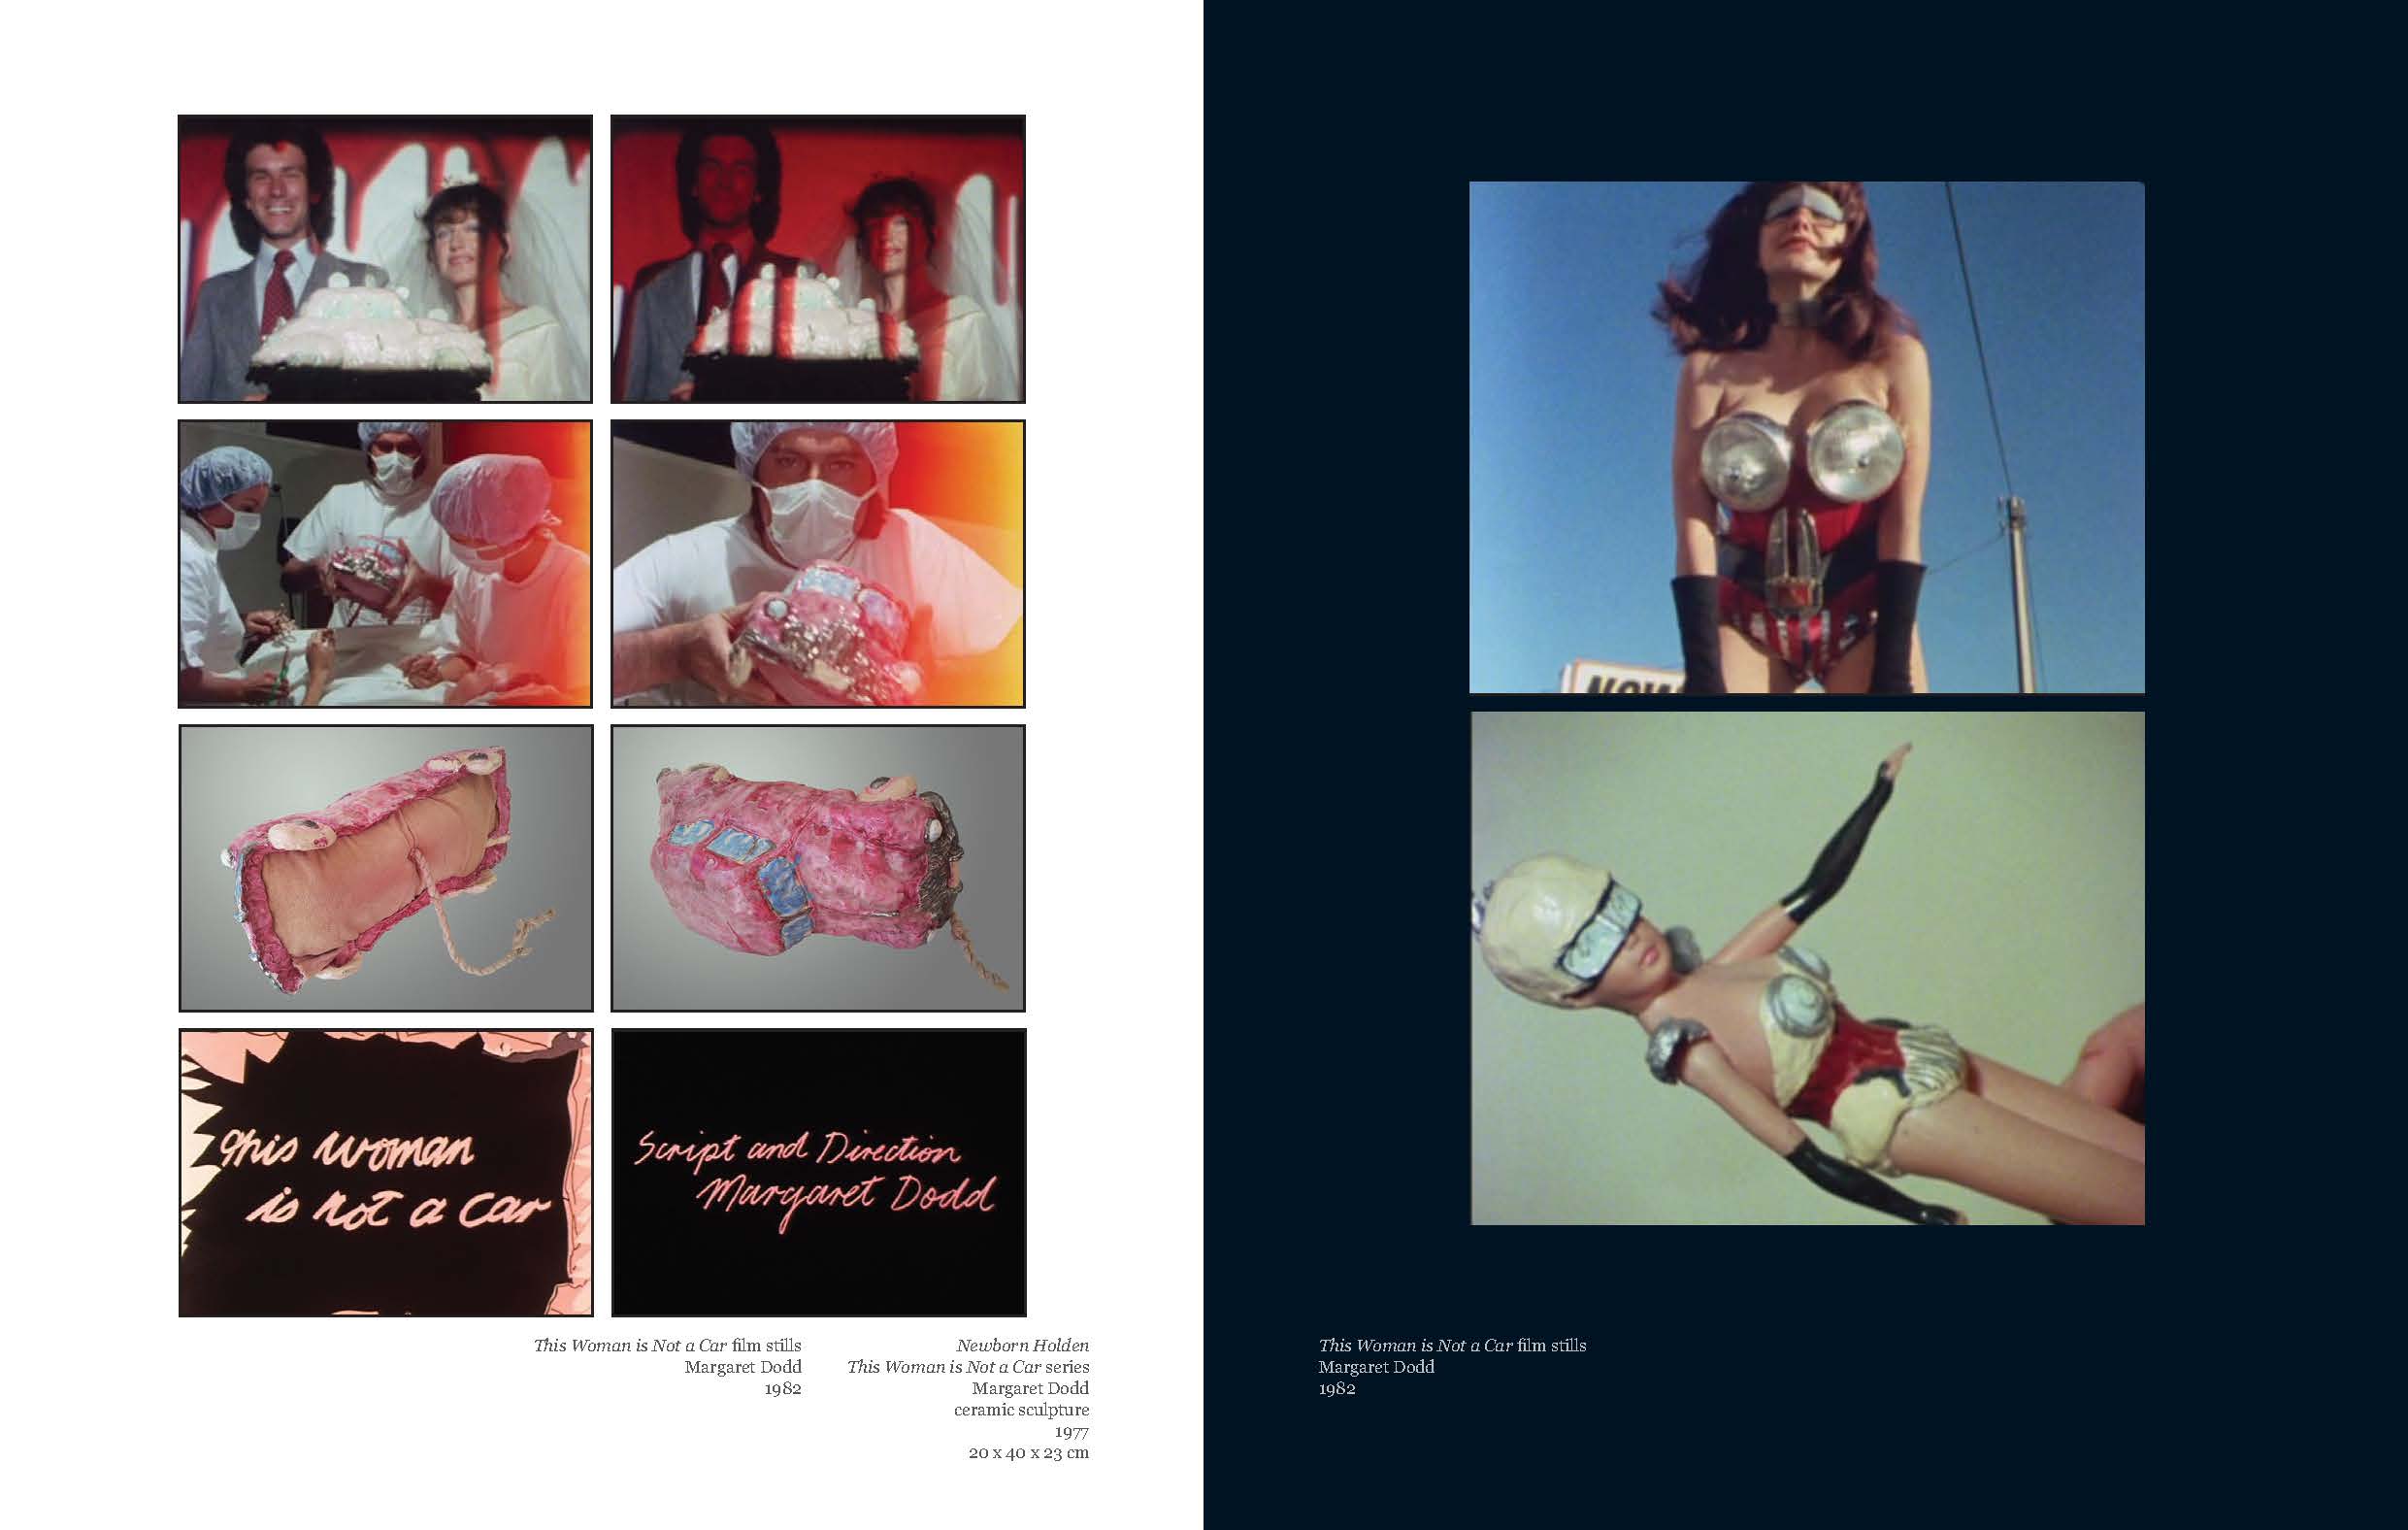 This woman
is not a car
Script and Direction
Margaret Dodd
This Woman is Not a Car film stills
Margaret Dodd
1982
Newborn Holden
This Woman is Not a Car series
Margaret Dodd
ceramic sculpture
1977
20 x 40 x 23 cm
This Woman is Not a Car film stills
Margaret Dodd
1982